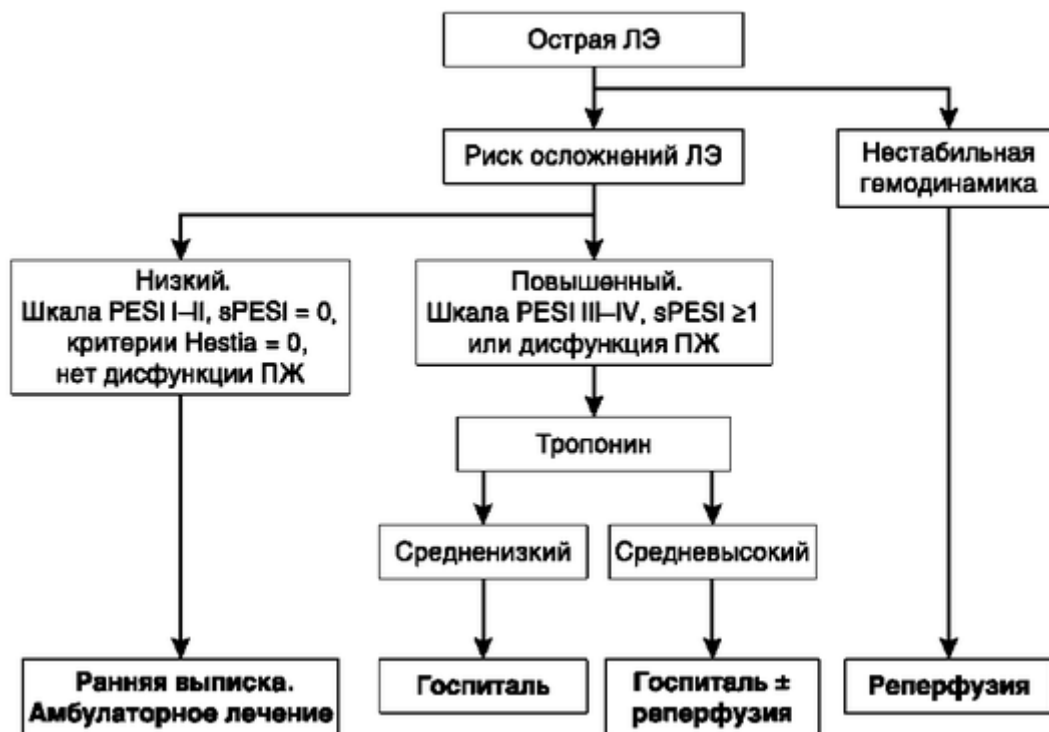 Острая ЛЭ
Риск осложнений ЛЭ
Нестабильная
гемодинамика
Низкий.
Шкала PESI I–II, sPESI = 0,
критерии Hestia = 0,
нет дисфункции ПЖ
Повышенный.
Шкала PESI III–IV, sPESI ≥1
или дисфункция ПЖ
Тропонин
Средненизкий
Средневысокий
Ранняя выписка.
Амбулаторное лечение
Госпиталь
Госпиталь ±
реперфузия
Реперфузия